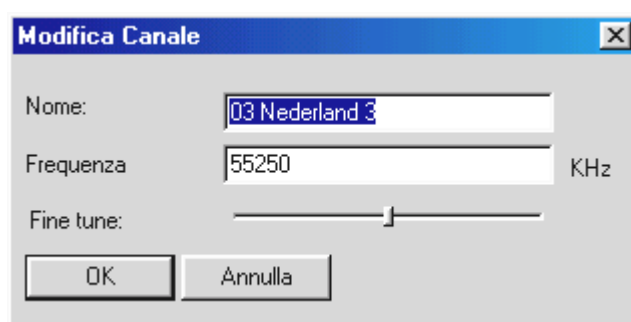 Modifica Canale
Nome: 03 Nederland 3
Frequenza 55250 KHz
Fine tune:
OK Annulla